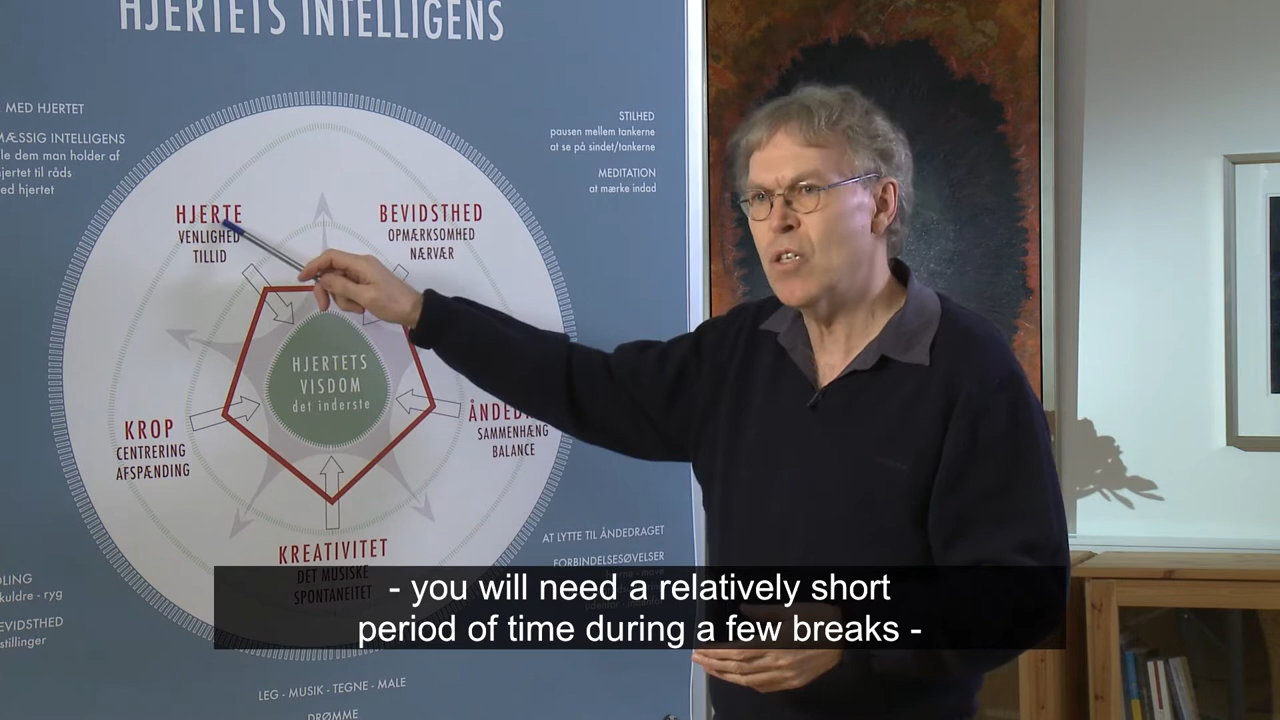 HJERTETS INTELLIGENS
MED HJERTET
MÆSSIG INTELLIGENS
le dem man holder af
jertet til råds
ed hjertet
STILHED
pausen mellem tankerne
at se på sindet/tankerne
MEDITATION
at mærke indad
HJERTE
VENLIGHED
TILLID
BEVIDSTHED
OPMÆRKSOMHED
NÆRVÆR
HJERTETS
VISDOM
det inderste
KROP
CENTRERING
AFSPÆNDING
SAMMENHÆNG
BALANCE
KREATIVITET
DET MUSISKE
SPONTANEITET
AT LYTTE TIL ÅNDEDRAGET
FORBINDELSESØVELSER
DLING
kuldre - ryg
EVIDSTHED
stillinger
- you will need a relatively short
period of time during a few breaks -
LEG - MUSIK - TEGNE - MALE
DRØMME